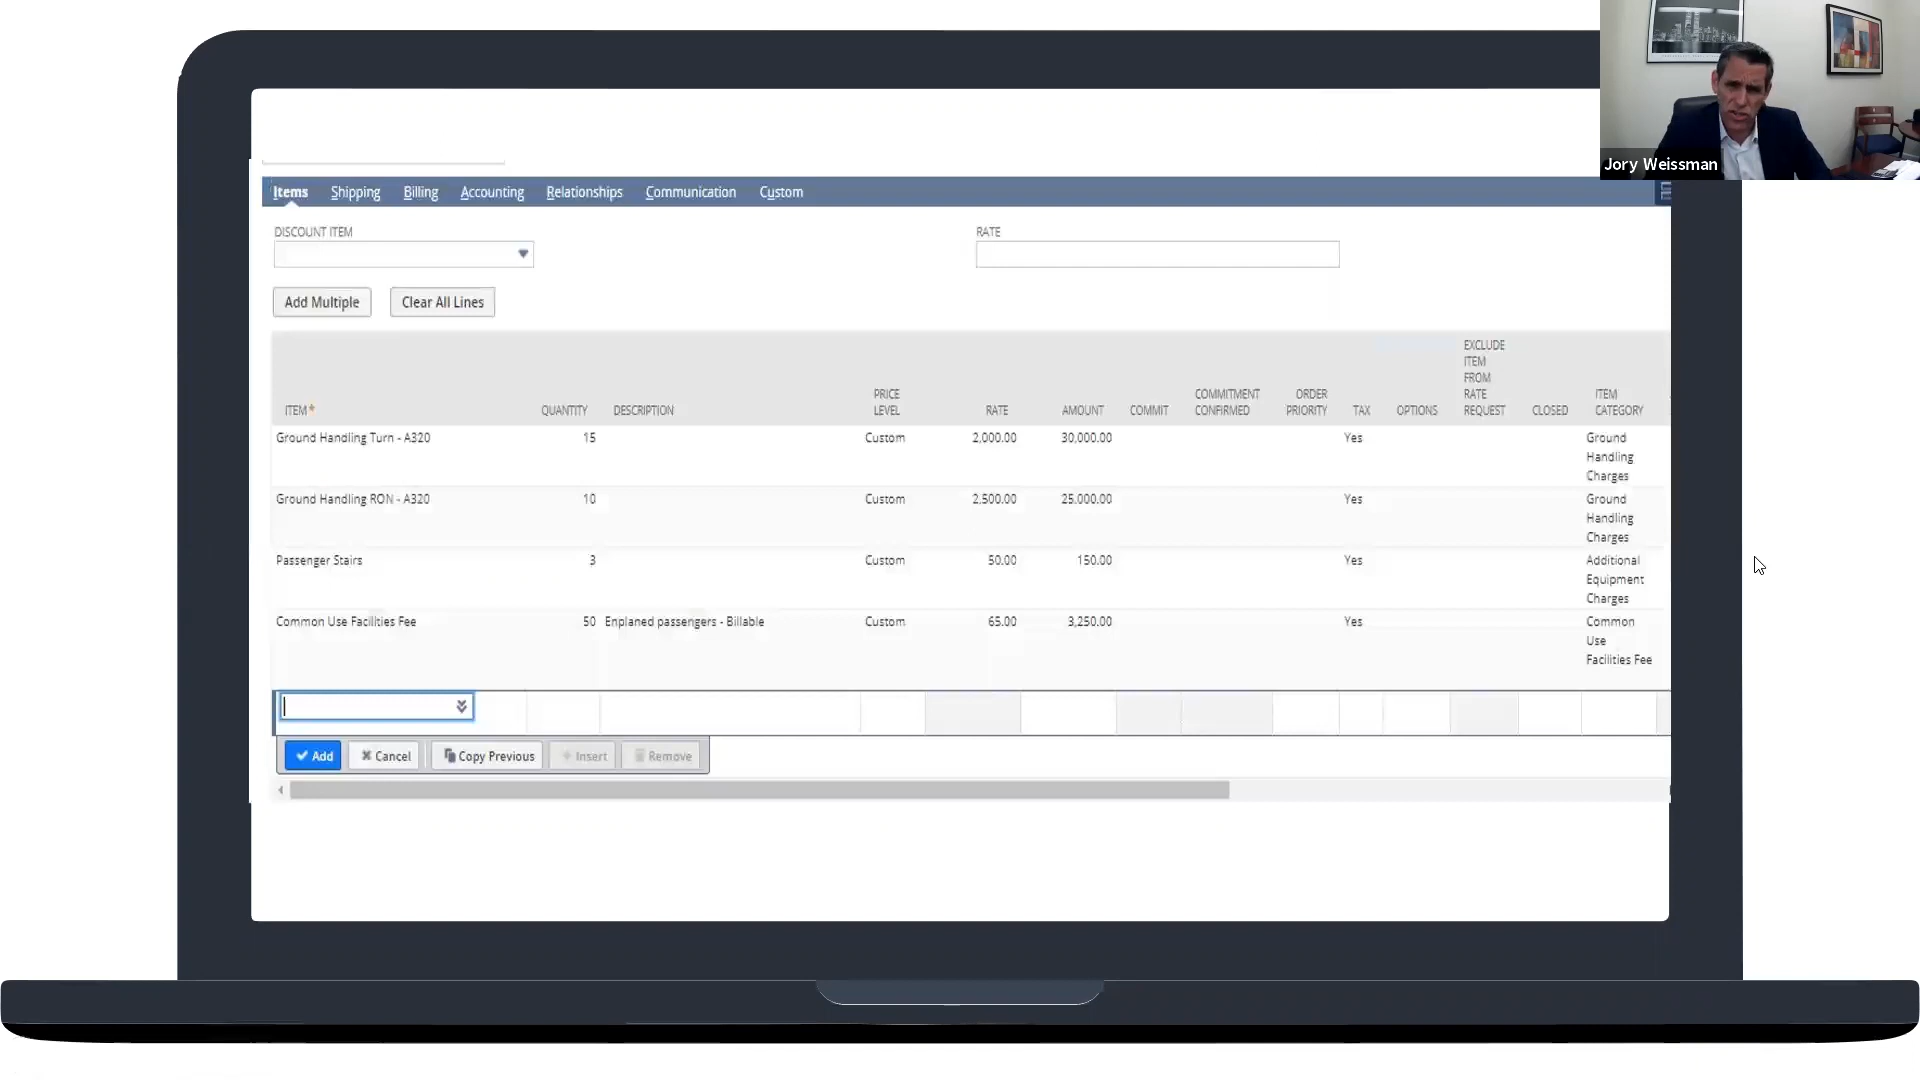 Jory Weissman
Items Shipping Billing Accounting Relationships Communication Custom
DISCOUNT ITEM RATE
Add Multiple Clear All Lines
ITEM* QUANTITY DESCRIPTION PRICE LEVEL RATE AMOUNT COMMIT COMMITMENT CONFIRMED ORDER PRIORITY TAX OPTIONS EXCLUDE ITEM FROM RATE REQUEST CLOSED ITEM CATEGORY
Ground Handling Turn - A320 15 Custom 2,000.00 30,000.00 Yes Ground Handling Charges
Ground Handling RON - A320 10 Custom 2,500.00 25,000.00 Yes Ground Handling Charges
Passenger Stairs 3 Custom 50.00 150.00 Yes Additional Equipment Charges
Common Use Facilities Fee 50 Enplaned passengers - Billable Custom 65.00 3,250.00 Yes Common Use Facilities Fee
Add Cancel Copy Previous Insert Remove